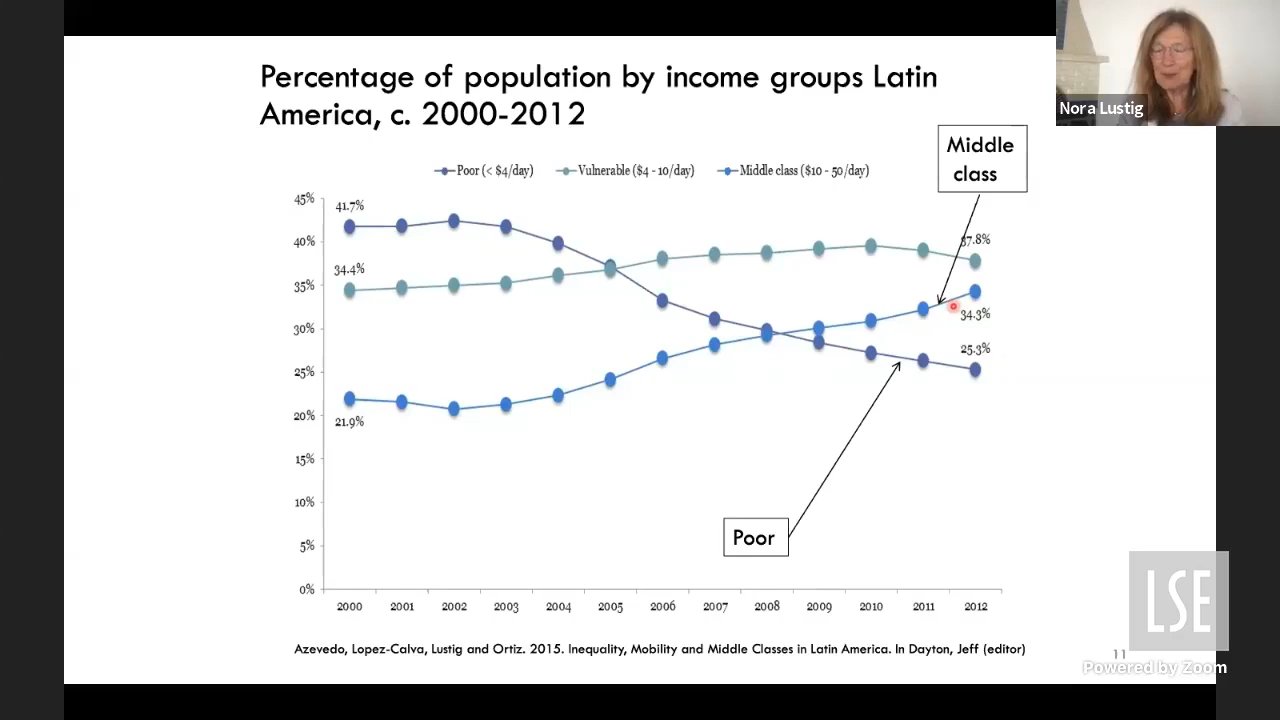 Percentage of population by income groups Latin
America, c. 2000-2012
Nora Lustig
Middle
class
Poor (< $4/day)
Vulnerable ($4 - 10/day)
Middle class ($10 - 50/day)
45%
40%
35%
30%
25%
20%
15%
10%
5%
0%
41.7%
34.4%
21.9%
37.8%
34.3%
25.3%
Poor
2000
2001
2002
2003
2004
2005
2006
2007
2008
2009
2010
2011
2012
Azevedo, Lopez-Calva, Lustig and Ortiz. 2015. Inequality, Mobility and Middle Classes in Latin America. In Dayton, Jeff (editor)
11
LSE
Powered by Zoom